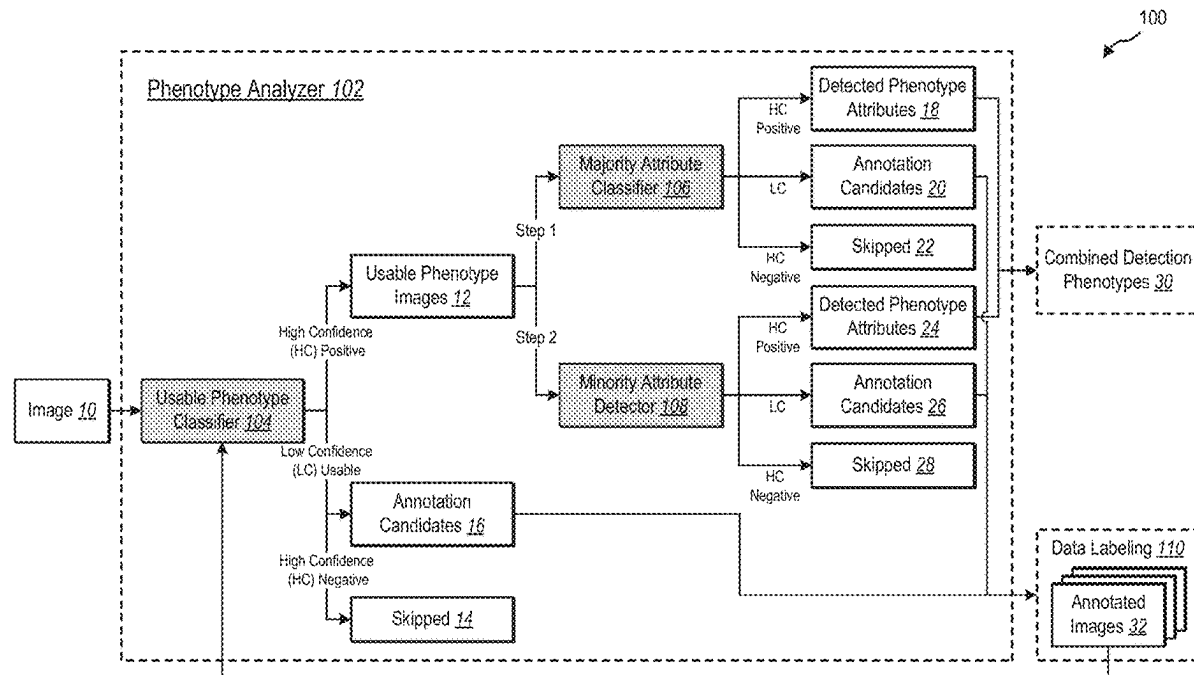 100
Phenotype Analyzer 102
Detected Phenotype
Attributes 18
HC
Positive
Majority Attribute
Classifier 106
Annotation
Candidates 20
LC
Step 1
Skipped 22
HC
Negative
Usable Phenotype
Images 12
Combined Detection
Phenotypes 30
Detected Phenotype
Attributes 24
HC
Positive
High Confidence
(HC) Positive
Step 2
Image 10
Usable Phenotype
Classifier 104
Minority Attribute
Detector 108
Annotation
Candidates 26
LC
Low Confidence
(LC) Usable
Skipped 28
HC
Negative
Annotation
Candidates 16
High Confidence
(HC) Negative
Data Labeling 110
Skipped 14
Annotated
Images 32